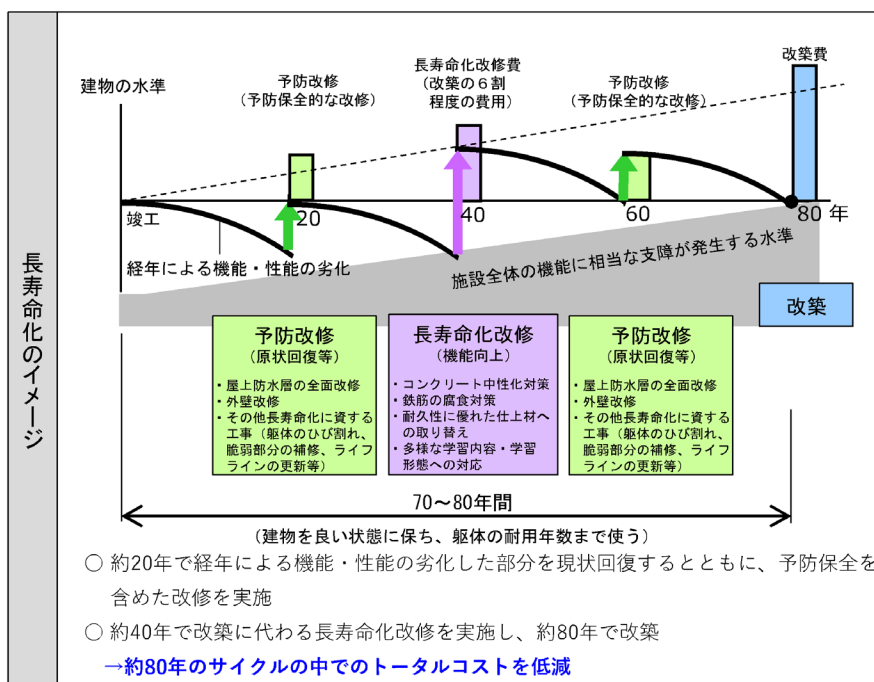 長寿命化のイメージ
建物の水準
予防改修
(予防保全的な改修)
長寿命化改修費
(改築の6割
程度の費用)
予防改修
(予防保全的な改修)
改築費
竣工
20
40
60
80 年
経年による機能・性能の劣化
施設全体の機能に相当な支障が発生する水準
改築
予防改修
(原状回復等)
・屋上防水層の全面改修
・外壁改修
・その他長寿命化に資する
工事(躯体のひび割れ、
脆弱部分の補修、ライフ
ラインの更新等)
長寿命化改修
(機能向上)
・コンクリート中性化対策
・鉄筋の腐食対策
・耐久性に優れた仕上材へ
の取り替え
・多様な学習内容・学習
形態への対応
予防改修
(原状回復等)
・屋上防水層の全面改修
・外壁改修
・その他長寿命化に資する
工事(躯体のひび割れ、
脆弱部分の補修、ライフ
ラインの更新等)
70〜80年間
(建物を良い状態に保ち、躯体の耐用年数まで使う)
○ 約20年で経年による機能・性能の劣化した部分を現状回復するとともに、予防保全を
含めた改修を実施
○ 約40年で改築に代わる長寿命化改修を実施し、約80年で改築
→約80年のサイクルの中でのトータルコストを低減